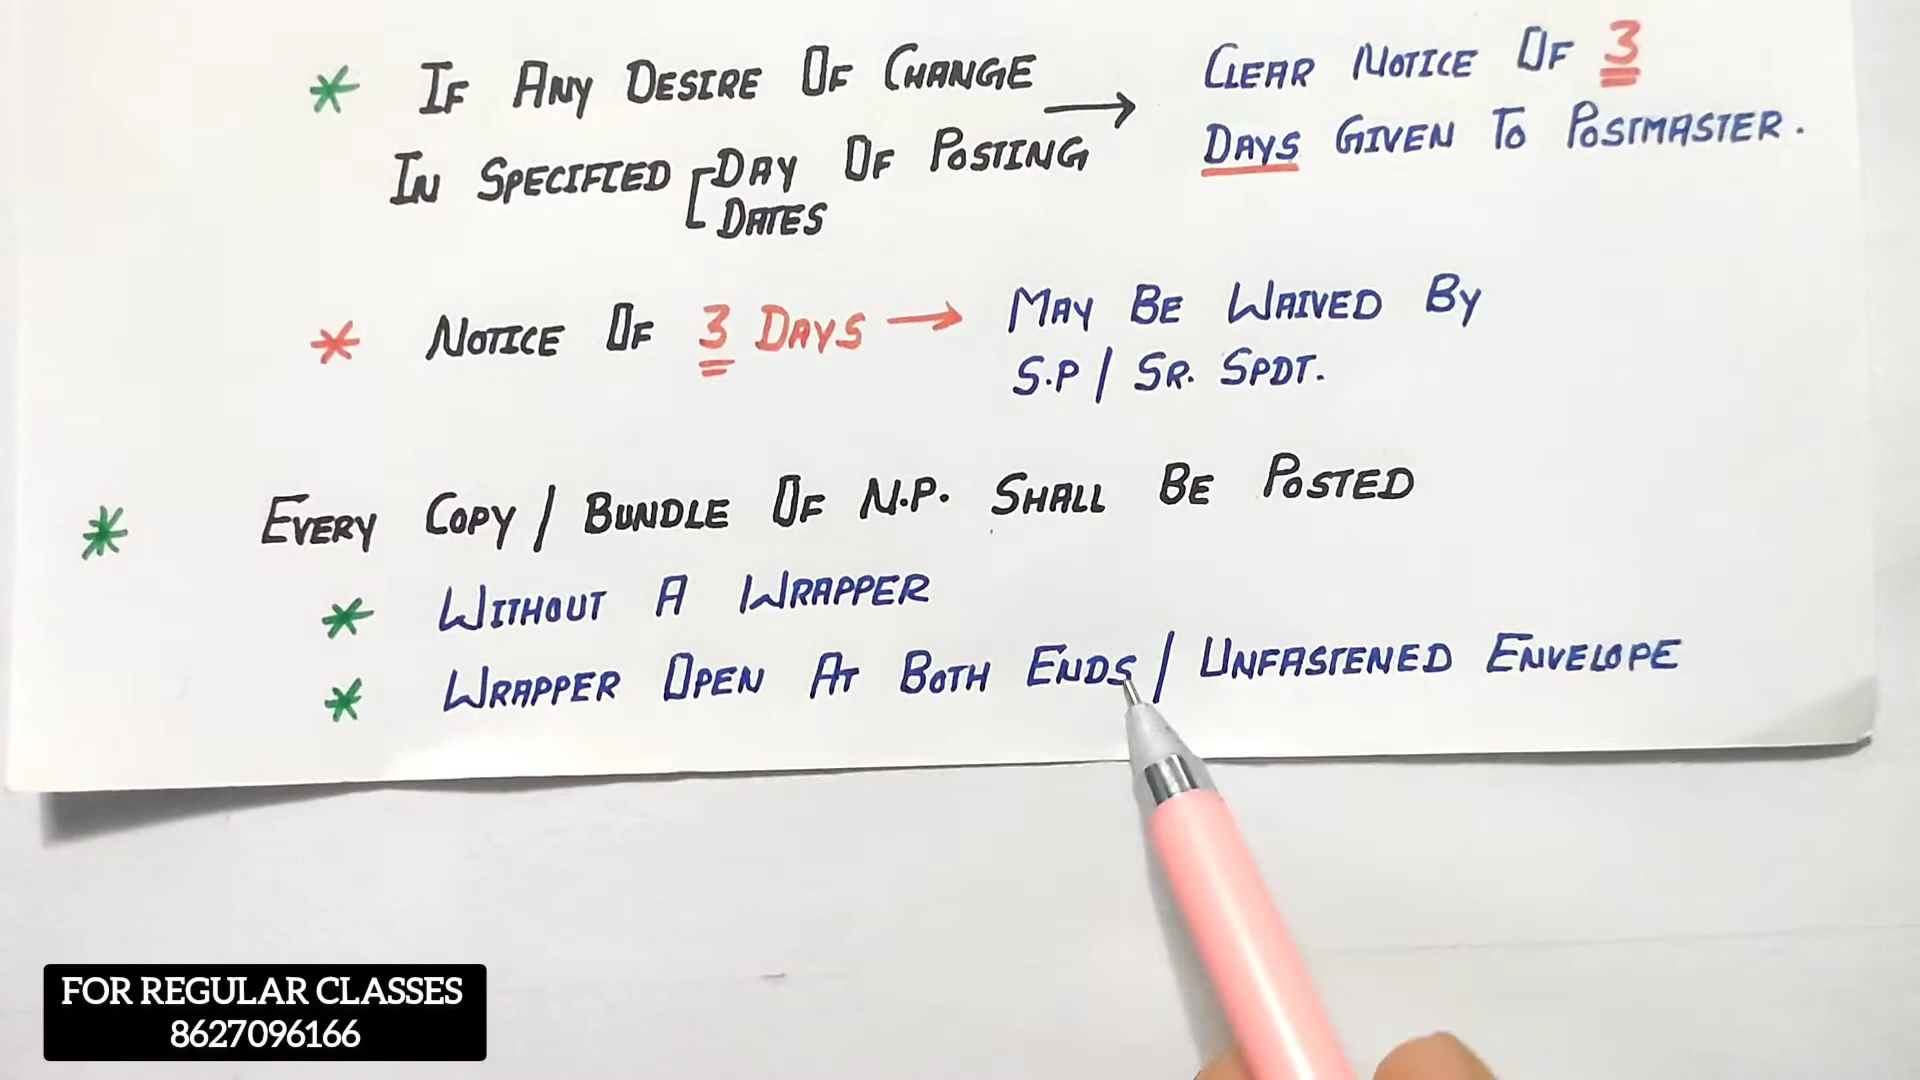 * IF ANY DESIRE OF CHANGE → CLEAR NOTICE OF 3
IN SPECIFIED [DAY OF POSTING DAYS GIVEN TO POSTMASTER.
DATES
* NOTICE OF 3 DAYS → MAY BE WAIVED BY
S.P / SR. SPDT.
* EVERY COPY / BUNDLE OF N.P. SHALL BE POSTED
* WITHOUT A WRAPPER
* WRAPPER OPEN AT BOTH ENDS / UNFASTENED ENVELOPE
FOR REGULAR CLASSES
8627096166